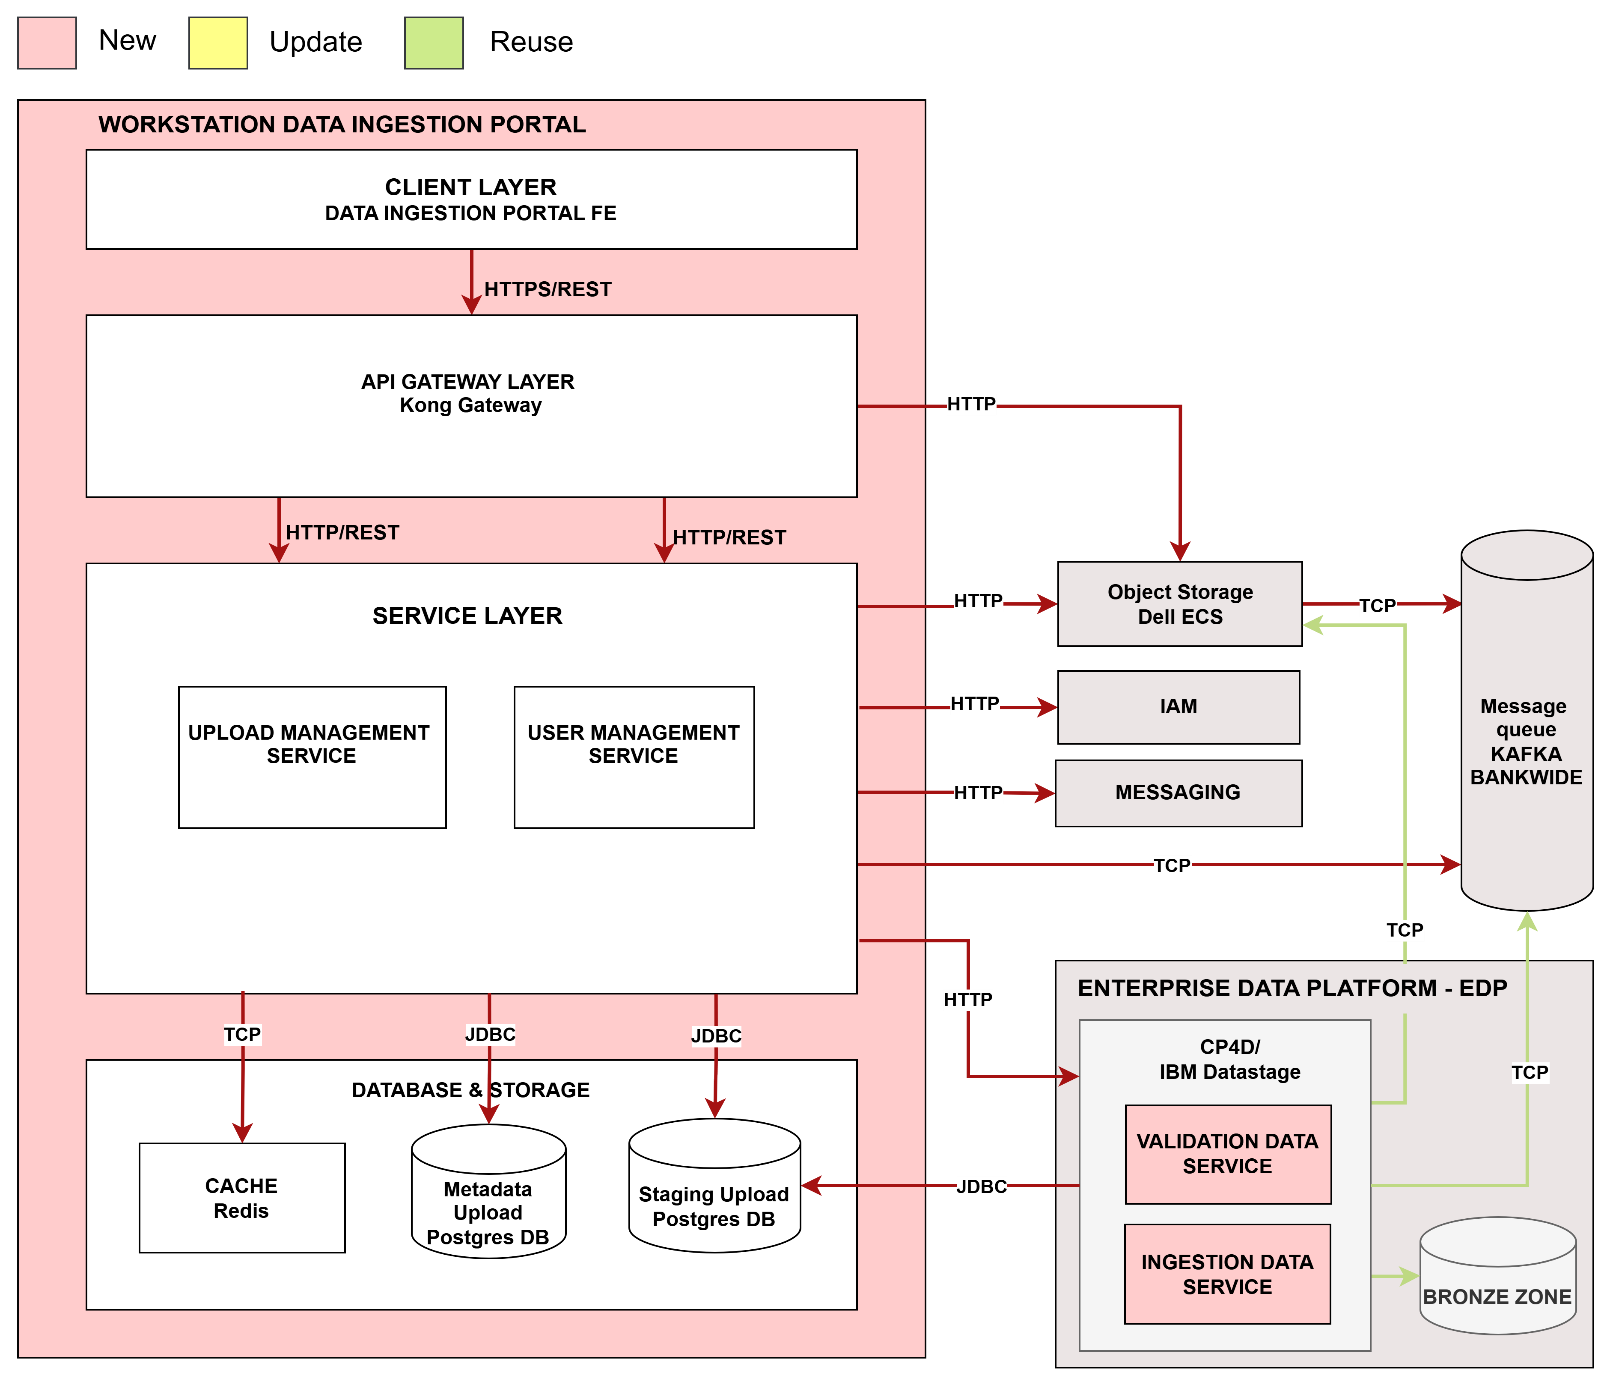 New
Update
Reuse
WORKSTATION DATA INGESTION PORTAL
CLIENT LAYER
DATA INGESTION PORTAL FE
HTTPS/REST
API GATEWAY LAYER
Kong Gateway
HTTP
HTTP/REST
HTTP/REST
SERVICE LAYER
UPLOAD MANAGEMENT
SERVICE
USER MANAGEMENT
SERVICE
HTTP
Object Storage
Dell ECS
TCP
HTTP
IAM
HTTP
MESSAGING
Message
queue
KAFKA
BANKWIDE
TCP
TCP
HTTP
TCP
JDBC
JDBC
DATABASE & STORAGE
CACHE
Redis
Metadata
Upload
Postgres DB
Staging Upload
Postgres DB
JDBC
ENTERPRISE DATA PLATFORM - EDP
CP4D/
IBM Datastage
TCP
VALIDATION DATA
SERVICE
INGESTION DATA
SERVICE
BRONZE ZONE